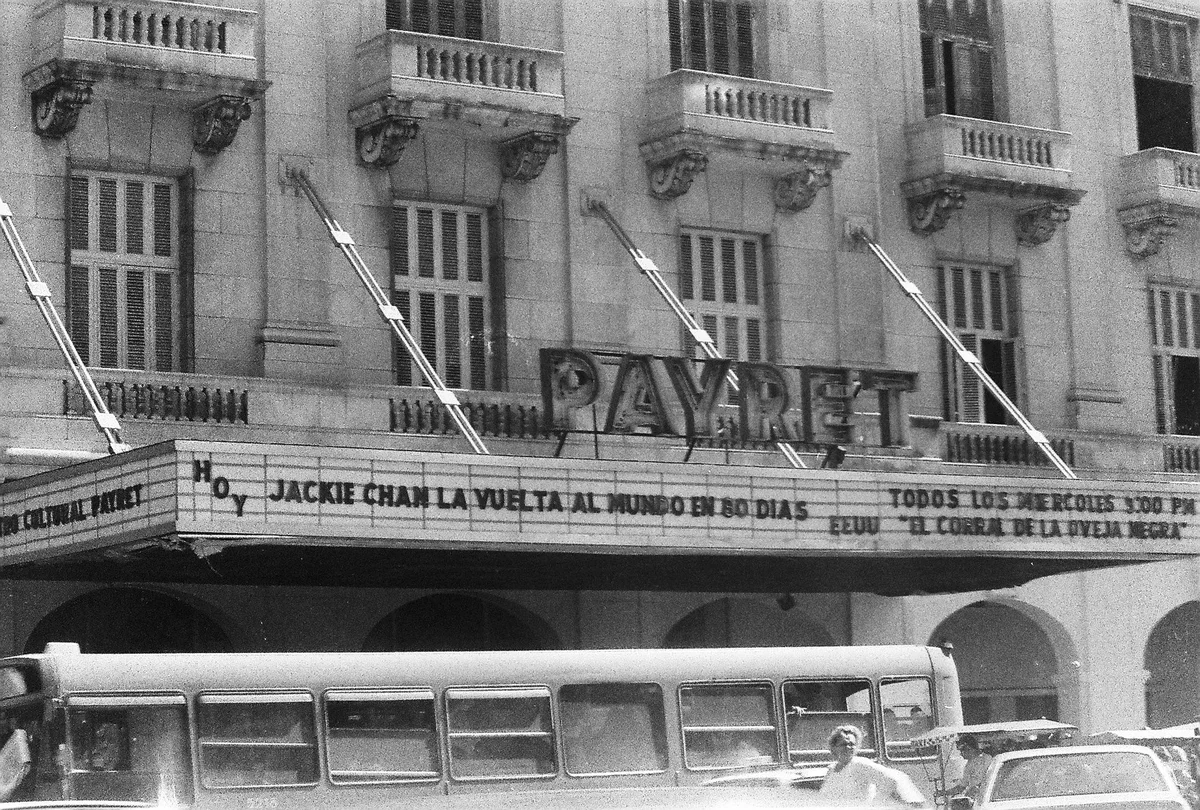 PAYRET
CULTURAL PAYRET
HOY
JACKIE CHAN LA VUELTA AL MUNDO EN 80 DIAS
TODOS LOS MIERCOLES 3:00 PM
EEUU "EL CORRAL DE LA OVEJA NEGRA"